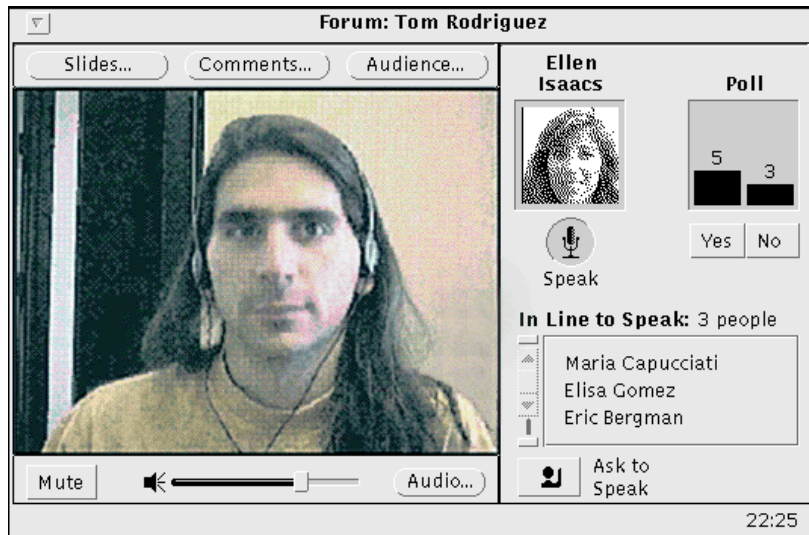 Forum: Tom Rodriguez
Slides...
Comments...
Audience...
Ellen
Isaacs
Speak
Poll
5
3
Yes
No
In Line to Speak: 3 people
Maria Capucciati
Elisa Gomez
Eric Bergman
Ask to
Speak
Mute
Audio...
22:25